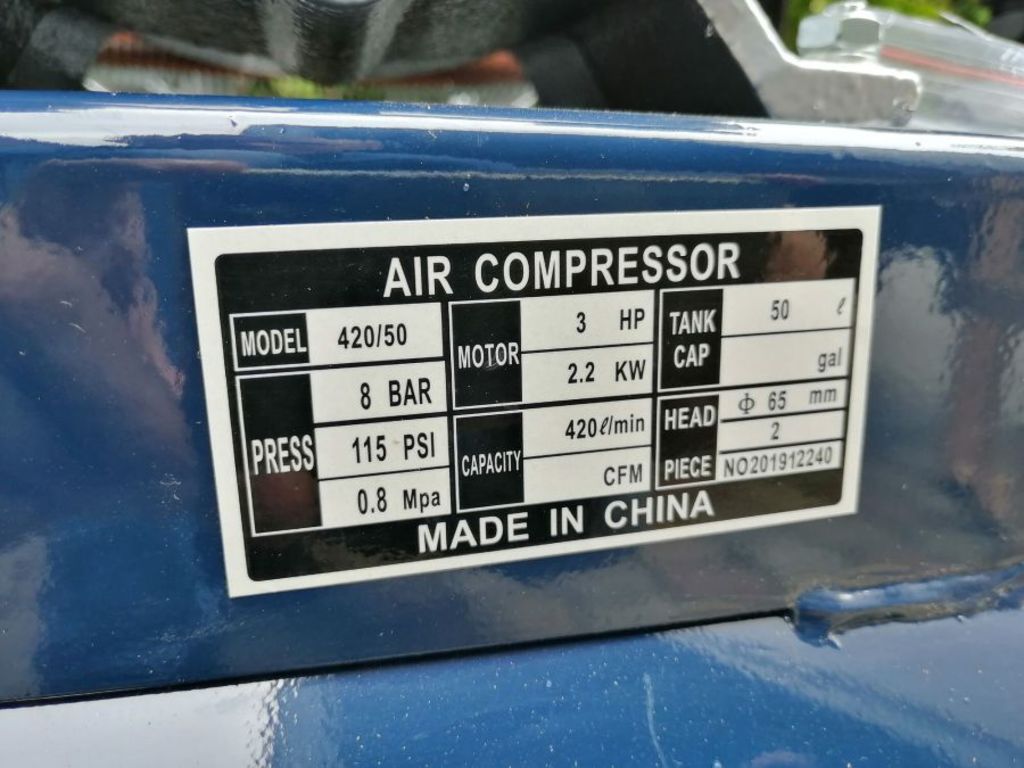 AIR COMPRESSOR
MODEL 420/50
PRESS 8 BAR
115 PSI
0.8 Mpa
MOTOR 3 HP
2.2 KW
CAPACITY 420ℓ/min
CFM
TANK CAP 50 ℓ
gal
HEAD Φ 65 mm
2
PIECE NO201912240
MADE IN CHINA